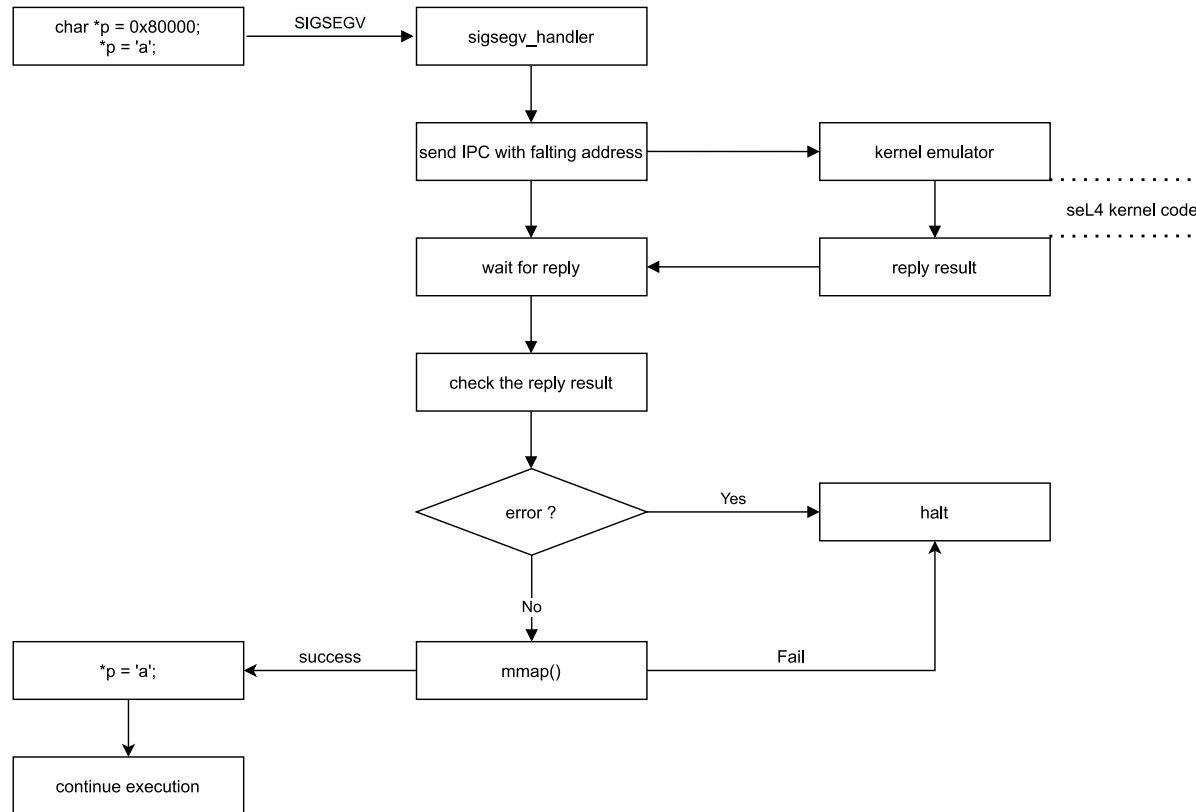 char *p = 0x80000;
*p = 'a';
SIGSEGV
sigsegv_handler
send IPC with falting address
kernel emulator
seL4 kernel code
wait for reply
reply result
check the reply result
error ?
Yes
halt
No
*p = 'a';
success
mmap()
Fail
continue execution